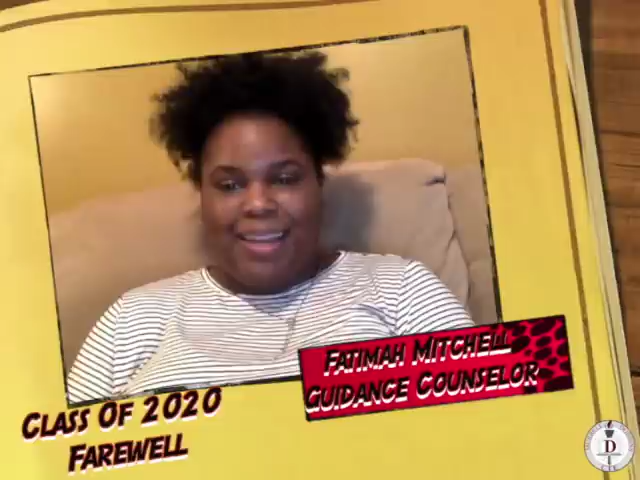 Fatimah Mitchell
Guidance Counselor
Class Of 2020
Farewell
D